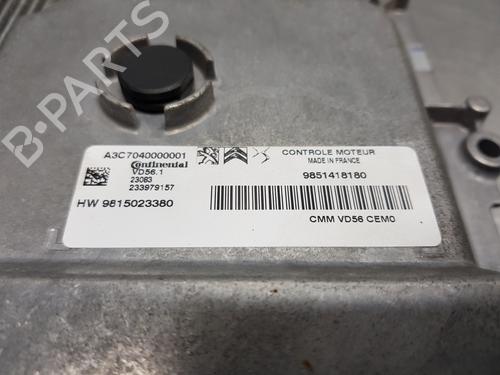 B-PARTS
A3C7040000001
Continental
VD56.1
23083
233979157
HW 9815023380
CONTROLE MOTEUR
MADE IN FRANCE
9851418180
CMM VD56 CEM0